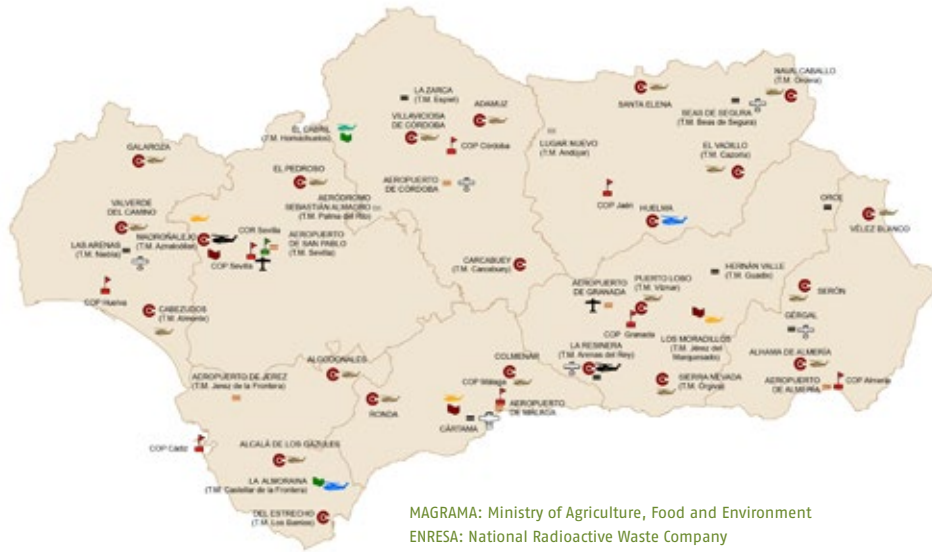 NAVALCABALLO
(T.M. Orcera)
LA ZARCA
(T.M. Espiel)
ADAMUZ
SANTA ELENA
BEAS DE SEGURA
(T.M. Beas de Segura)
VILLAVICIOSA
DE CÓRDOBA
EL CABRIL
(T.M. Hornachuelos)
GALAROZA
COP Córdoba
LUGAR NUEVO
(T.M. Andújar)
EL VADILLO
(T.M. Cazorla)
EL PEDROSO
AEROPUERTO
DE CÓRDOBA
AERÓDROMO
SEBASTIÁN ALMAGRO
(T.M. Palma del Río)
COP Jaén
ORCE
VALVERDE
DEL CAMINO
HUELMA
VÉLEZ BLANCO
MADROÑALEJO
(T.M. Aznalcóllar)
COR Sevilla
AEROPUERTO
DE SAN PABLO
(T.M. Sevilla)
LAS ARENAS
(T.M. Niebla)
COP Sevilla
CARCABUEY
(T.M. Carcabuey)
HERNÁN VALLE
(T.M. Guadix)
AEROPUERTO
DE GRANADA
PUERTO LOBO
(T.M. Víznar)
SERÓN
COP Huelva
CABEZUDOS
(T.M. Almonte)
GÉRGAL
COP Granada
LOS MORADILLOS
(T.M. Jérez del
Marquesado)
LA RESINERA
(T.M. Arenas del Rey)
ALHAMA DE ALMERÍA
COLMENAR
ALGODONALES
AEROPUERTO DE JEREZ
(T.M. Jerez de la Frontera)
COP Málaga
SIERRA NEVADA
(T.M. Órgiva)
AEROPUERTO
DE ALMERÍA
COP Almería
RONDA
AEROPUERTO
DE MÁLAGA
CÁRTAMA
COP Cádiz
ALCALÁ DE LOS GAZULES
LA ALMORAIMA
(T.M. Castellar de la Frontera)
DEL ESTRECHO
(T.M. Los Barrios)
MAGRAMA: Ministry of Agriculture, Food and Environment
ENRESA: National Radioactive Waste Company